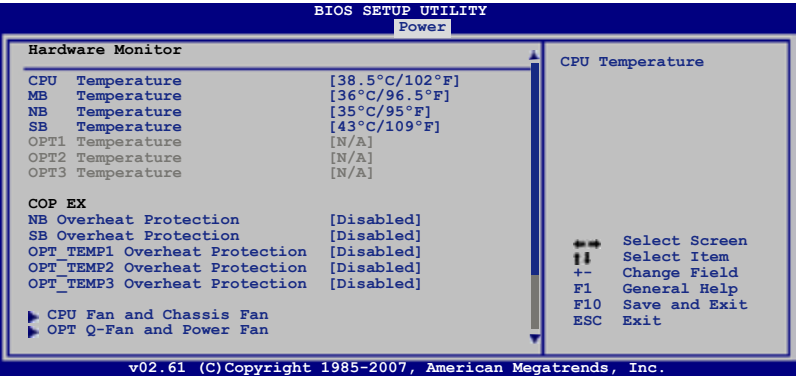 BIOS SETUP UTILITY
Power
Hardware Monitor
CPU Temperature [38.5°C/102°F]
MB Temperature [36°C/96.5°F]
NB Temperature [35°C/95°F]
SB Temperature [43°C/109°F]
OPT1 Temperature [N/A]
OPT2 Temperature [N/A]
OPT3 Temperature [N/A]
COP EX
NB Overheat Protection [Disabled]
SB Overheat Protection [Disabled]
OPT_TEMP1 Overheat Protection [Disabled]
OPT_TEMP2 Overheat Protection [Disabled]
OPT_TEMP3 Overheat Protection [Disabled]
CPU Fan and Chassis Fan
OPT Q-Fan and Power Fan
CPU Temperature
Select Screen
Select Item
+- Change Field
F1 General Help
F10 Save and Exit
ESC Exit
v02.61 (C)Copyright 1985-2007, American Megatrends, Inc.